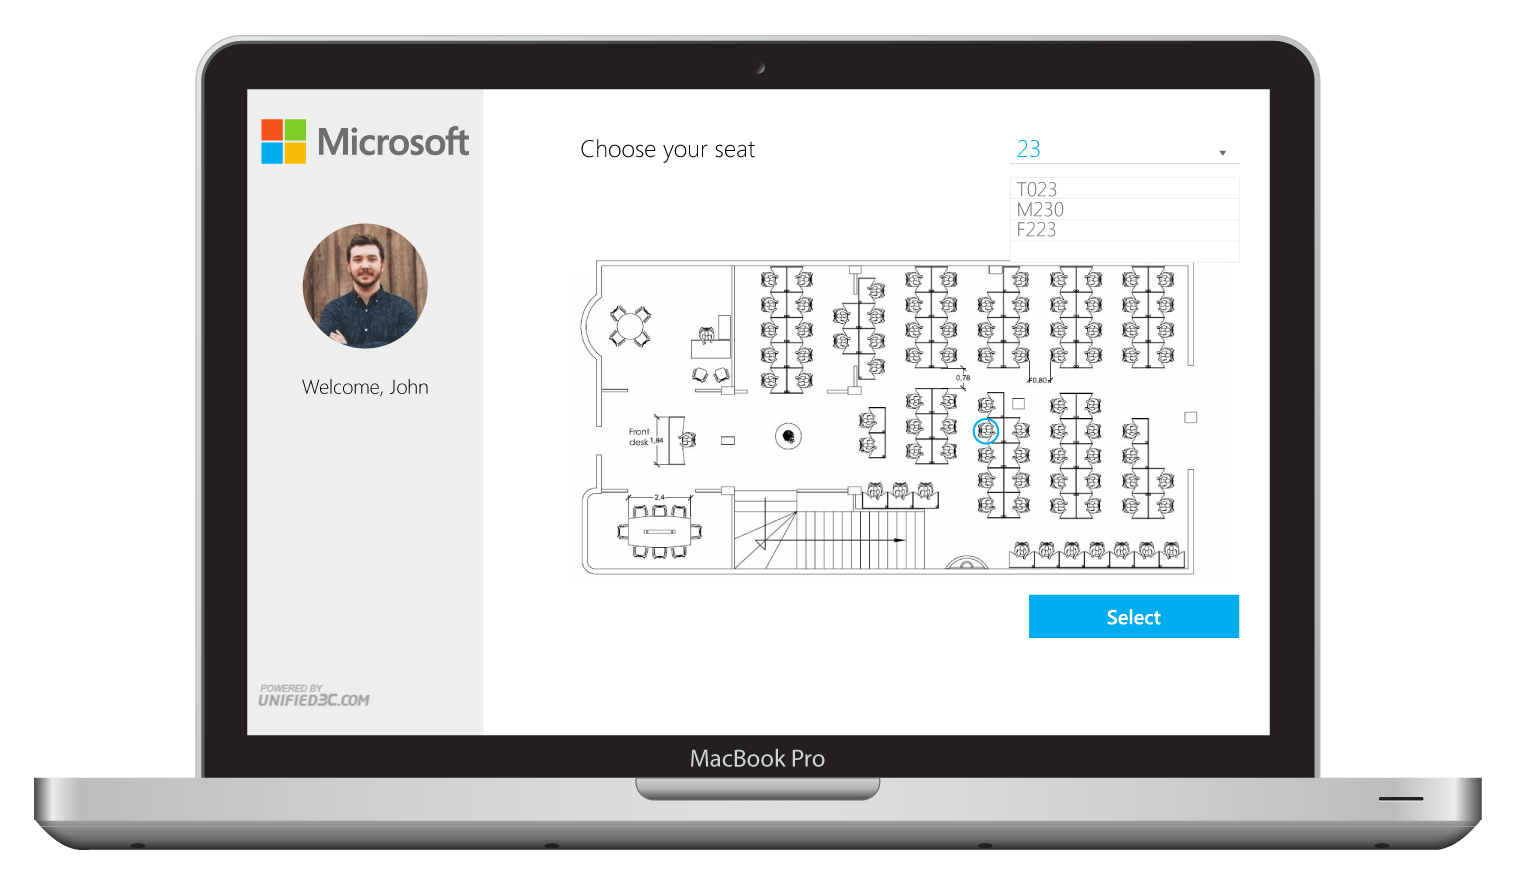 Microsoft
Choose your seat
23
T023
M230
F223
Welcome, John
0,78
0.80
Front
desk 1,84
2,4
Select
POWERED BY
UNIFIED3C.COM
MacBook Pro